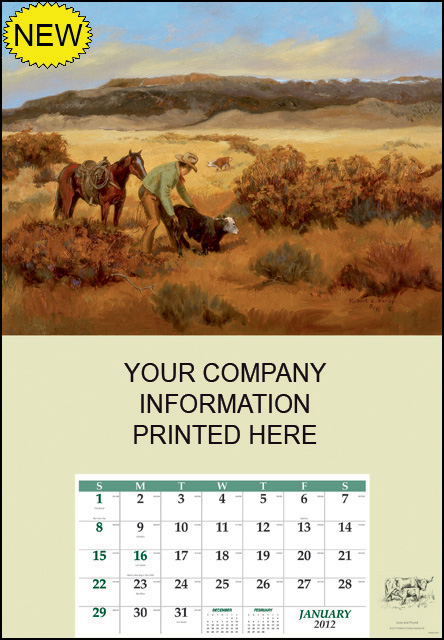 NEW
YOUR COMPANY
INFORMATION
PRINTED HERE
S M T W T F S
1 2 3 4 5 6 7
8 9 10 11 12 13 14
15 16 17 18 19 20 21
22 23 24 25 26 27 28
29 30 31 DECEMBER FEBRUARY JANUARY
2012